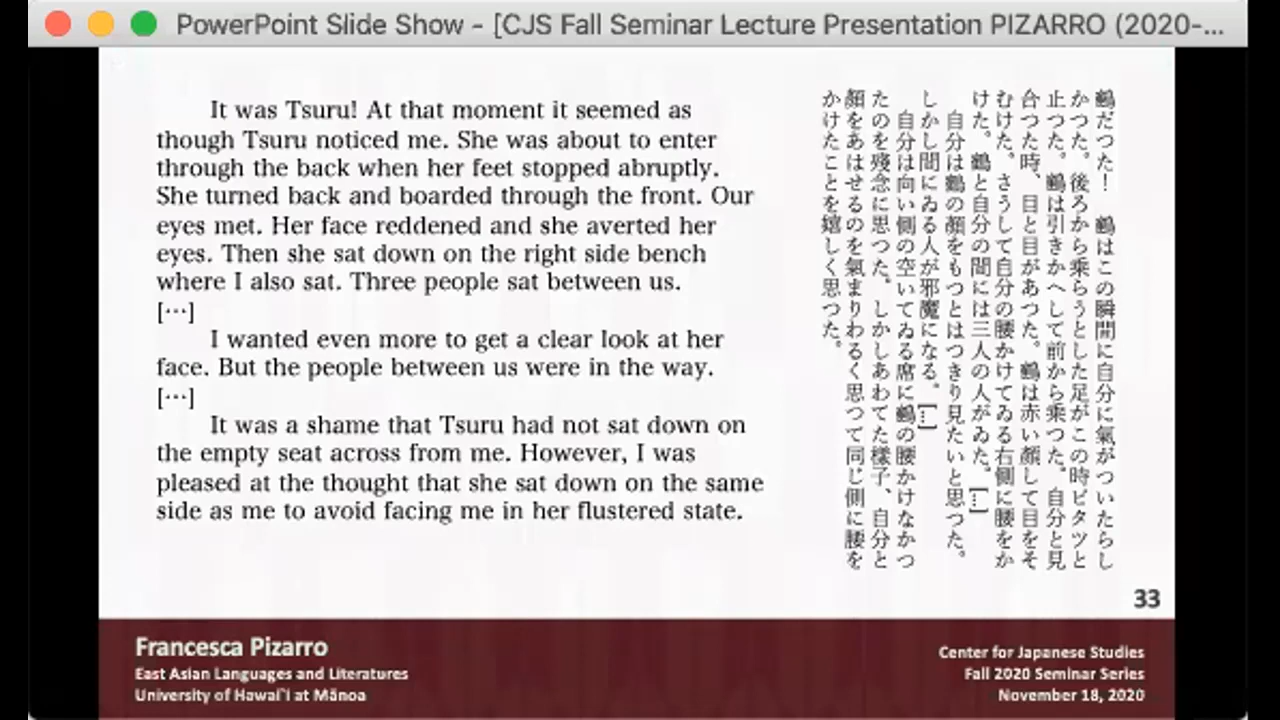 PowerPoint Slide Show - [CJS Fall Seminar Lecture Presentation PIZARRO (2020-...
It was Tsuru! At that moment it seemed as
though Tsuru noticed me. She was about to enter
through the back when her feet stopped abruptly.
She turned back and boarded through the front. Our
eyes met. Her face reddened and she averted her
eyes. Then she sat down on the right side bench
where I also sat. Three people sat between us.
[…]
I wanted even more to get a clear look at her
face. But the people between us were in the way.
[…]
It was a shame that Tsuru had not sat down on
the empty seat across from me. However, I was
pleased at the thought that she sat down on the same
side as me to avoid facing me in her flustered state.
鶴だつた！　鶴はこの瞬間に自分に氣がついたらし
かつた。後ろから乘らうとした足がこの時ピタツと
止つた。鶴は引きかへして前から乘つた。自分と見
合つた時、目と目があつた。鶴は赤い顏して目をそ
むけた。さうして自分の腰かけてゐる右側に腰をか
けた。鶴と自分の間には三人の人がゐた。[…]
自分は鶴の顏をもつとはつきり見たいと思つた。
しかし間にゐる人が邪魔になる。[…]
自分は向い側の空いてゐる席に鶴の腰かけなかつ
たのを殘念に思つた。しかしあわてた樣子、自分と
顏をあはせるのを氣まりわるく思つて同じ側に腰を
かけたことを嬉しく思つた。
33
Francesca Pizarro
East Asian Languages and Literatures
University of Hawaiʻi at Mānoa
Center for Japanese Studies
Fall 2020 Seminar Series
November 18, 2020